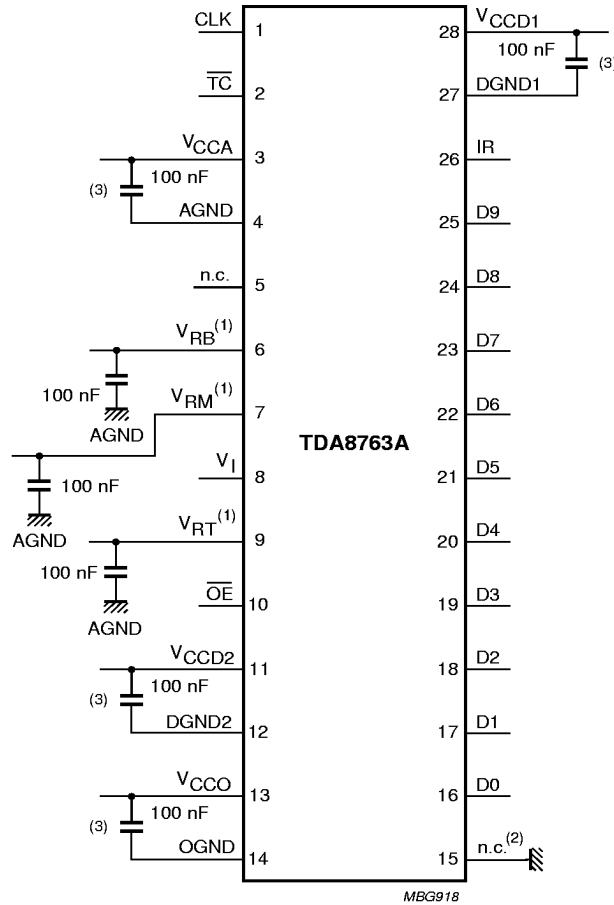 CLK 1 28 VCCD1
100 nF (3)
TC 2 27 DGND1
VCCA 3 26 IR
(3) 100 nF
AGND 4 25 D9
n.c. 5 24 D8
VRB(1) 6 23 D7
100 nF VRM(1) 7 22 D6
AGND
TDA8763A
VI 8 21 D5
100 nF
VRT(1) 9 20 D4
AGND
100 nF
OE 10 19 D3
AGND
VCCD2 11 18 D2
(3) 100 nF
DGND2 12 17 D1
VCCO 13 16 D0
(3) 100 nF
OGND 14 15 n.c.(2)
MBG918